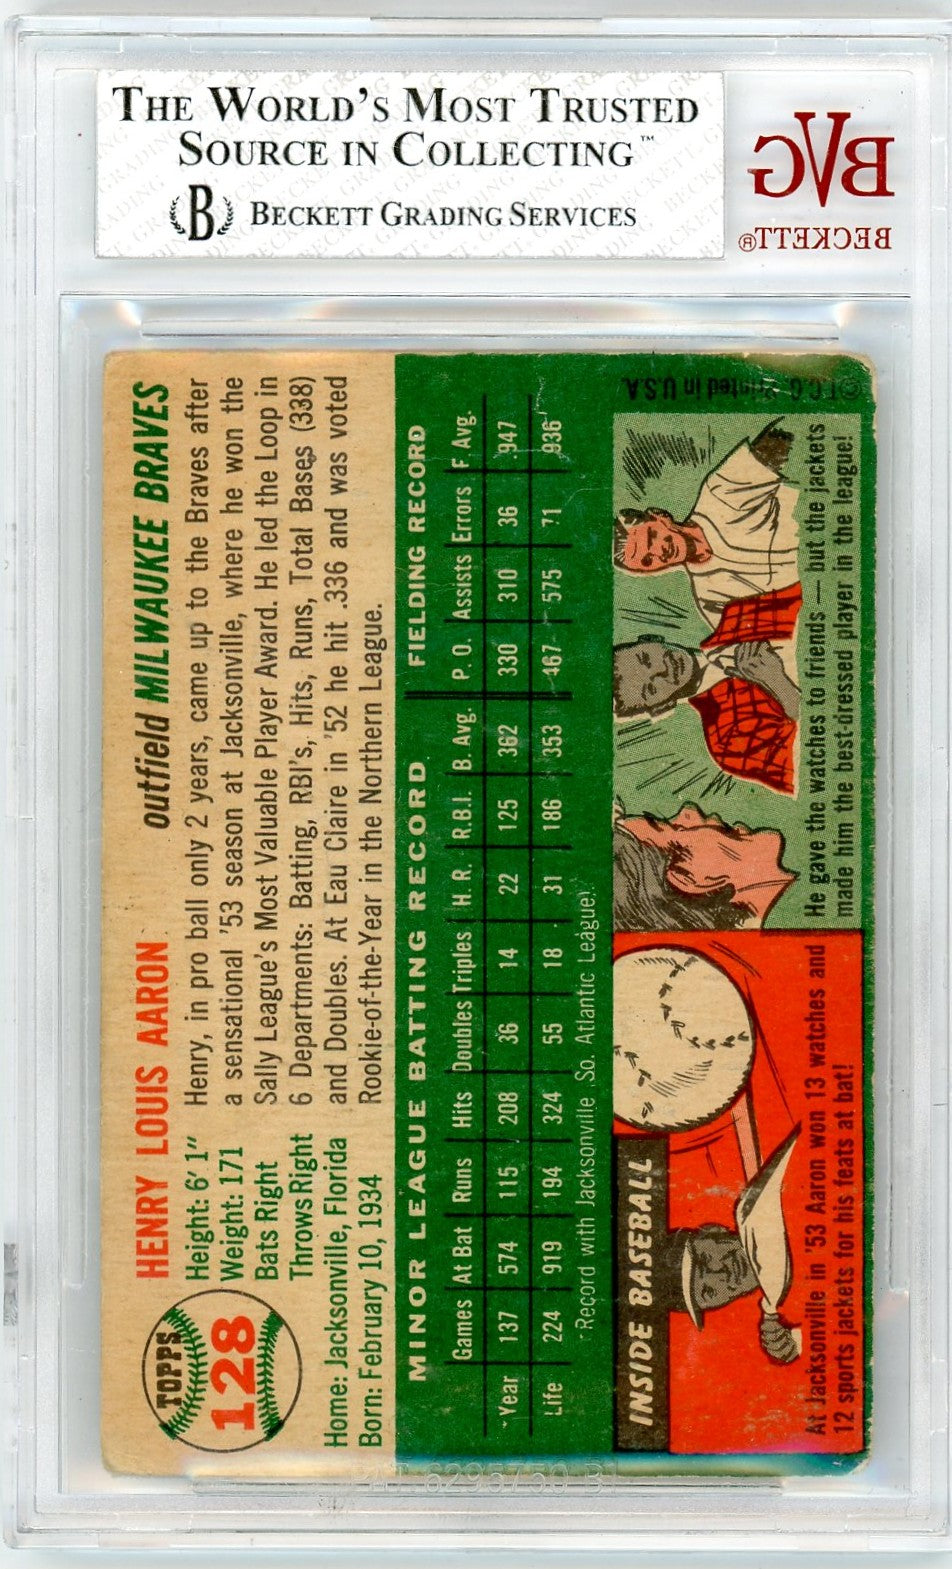 THE WORLD'S MOST TRUSTED
SOURCE IN COLLECTING™
B BECKETT GRADING SERVICES
BVG
BECKETT®
TOPPS
128
HENRY LOUIS AARON
outfield MILWAUKEE BRAVES
Height: 6' 1"
Weight: 171
Bats Right
Throws Right
Home: Jacksonville, Florida
Born: February 10, 1934
Henry, in pro ball only 2 years, came up to the Braves after
a sensational '53 season at Jacksonville, where he won the
Sally League's Most Valuable Player Award. He led the Loop in
6 Departments: Batting, RBI's, Hits, Runs, Total Bases (338)
and Doubles. At Eau Claire in '52 he hit .336 and was voted
Rookie-of-the-Year in the Northern League.
MINOR LEAGUE BATTING RECORD FIELDING RECORD
Games At Bat Runs Hits Doubles Triples H. R. R.B.I. B. Avg. P. O. Assists Errors F. Avg.
*Year 137 574 115 208 36 14 22 125 .362 330 310 36 .947
Life 224 919 194 324 55 18 31 186 .353 467 575 71 .936
*Record with Jacksonville So. Atlantic League!
INSIDE BASEBALL
At Jacksonville in '53 Aaron won 13 watches and
12 sports jackets for his feats at bat!
He gave the watches to friends — but the jackets
made him the best-dressed player in the league!
©T.C.G. Printed in U.S.A.
PAT. 6295750 B